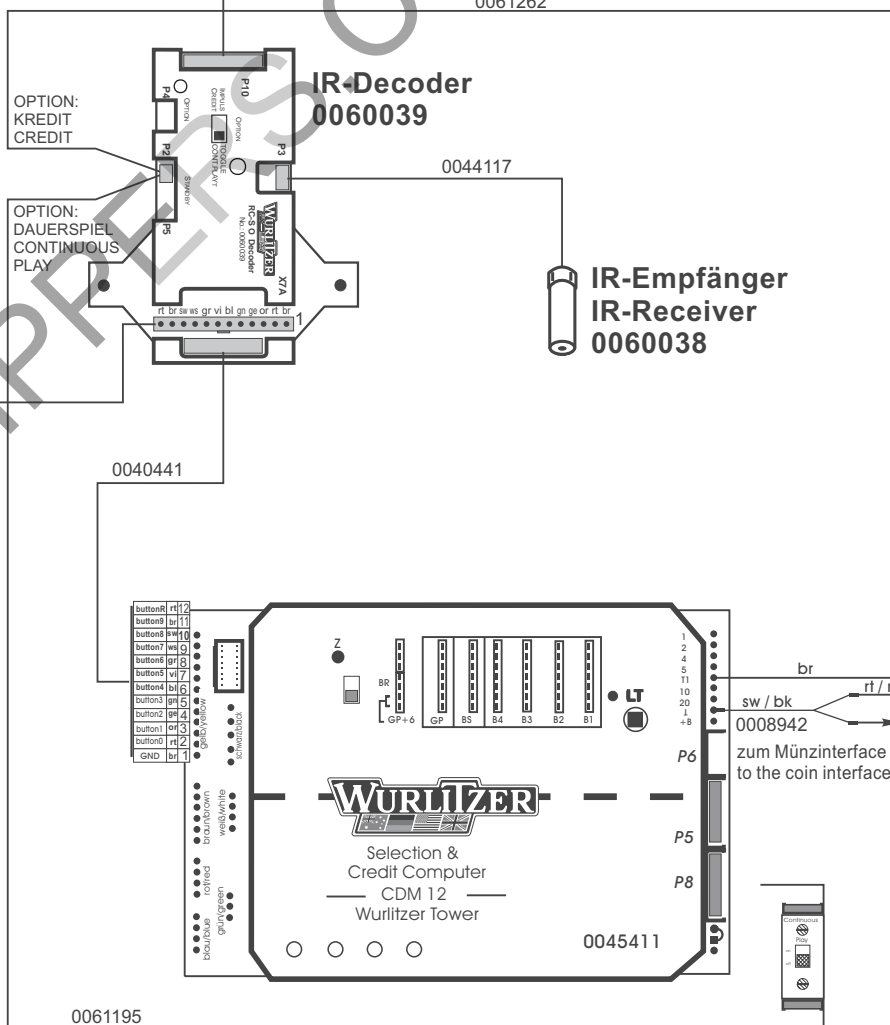 0061262
IR-Decoder
0060039
OPTION:
KREDIT
CREDIT
OPTION:
DAUERSPIEL
CONTINUOUS
PLAY
P10
P4
OPTION
IMPULS
CREDIT
OPTION
TOGGLE
CONT.PLAYT
P2
P3
STANDBY
P5
WURLITZER
RC-S O Decoder
No.: 0060039
X7A
rt br sw ws gr vi bl gn ge or rt br
1
0044117
IR-Empfänger
IR-Receiver
0060038
0040441
buttonR rt 12
button9 br 11
button8 sw 10
button7 ws 9
button6 gr 8
button5 vi 7
button4 bl 6
button3 gn 5
button2 ge 4
button1 or 3
button0 rt 2
GND br 1
gelb/yellow
schwarz/black
braun/brown
weiß/white
rot/red
grün/green
blau/blue
Z
BR
GP+6
GP
BS
B4
B3
B2
B1
LT
1
2
4
5
T1
10
20
⊥
+B
P6
P5
P8
br
rt /
sw / bk
0008942
zum Münzinterface
to the coin interface
WURLITZER
Selection &
Credit Computer
CDM 12
Wurlitzer Tower
0045411
Continuous
Play
0061195
PPERS.O